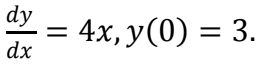 dy/dx = 4x, y(0) = 3.